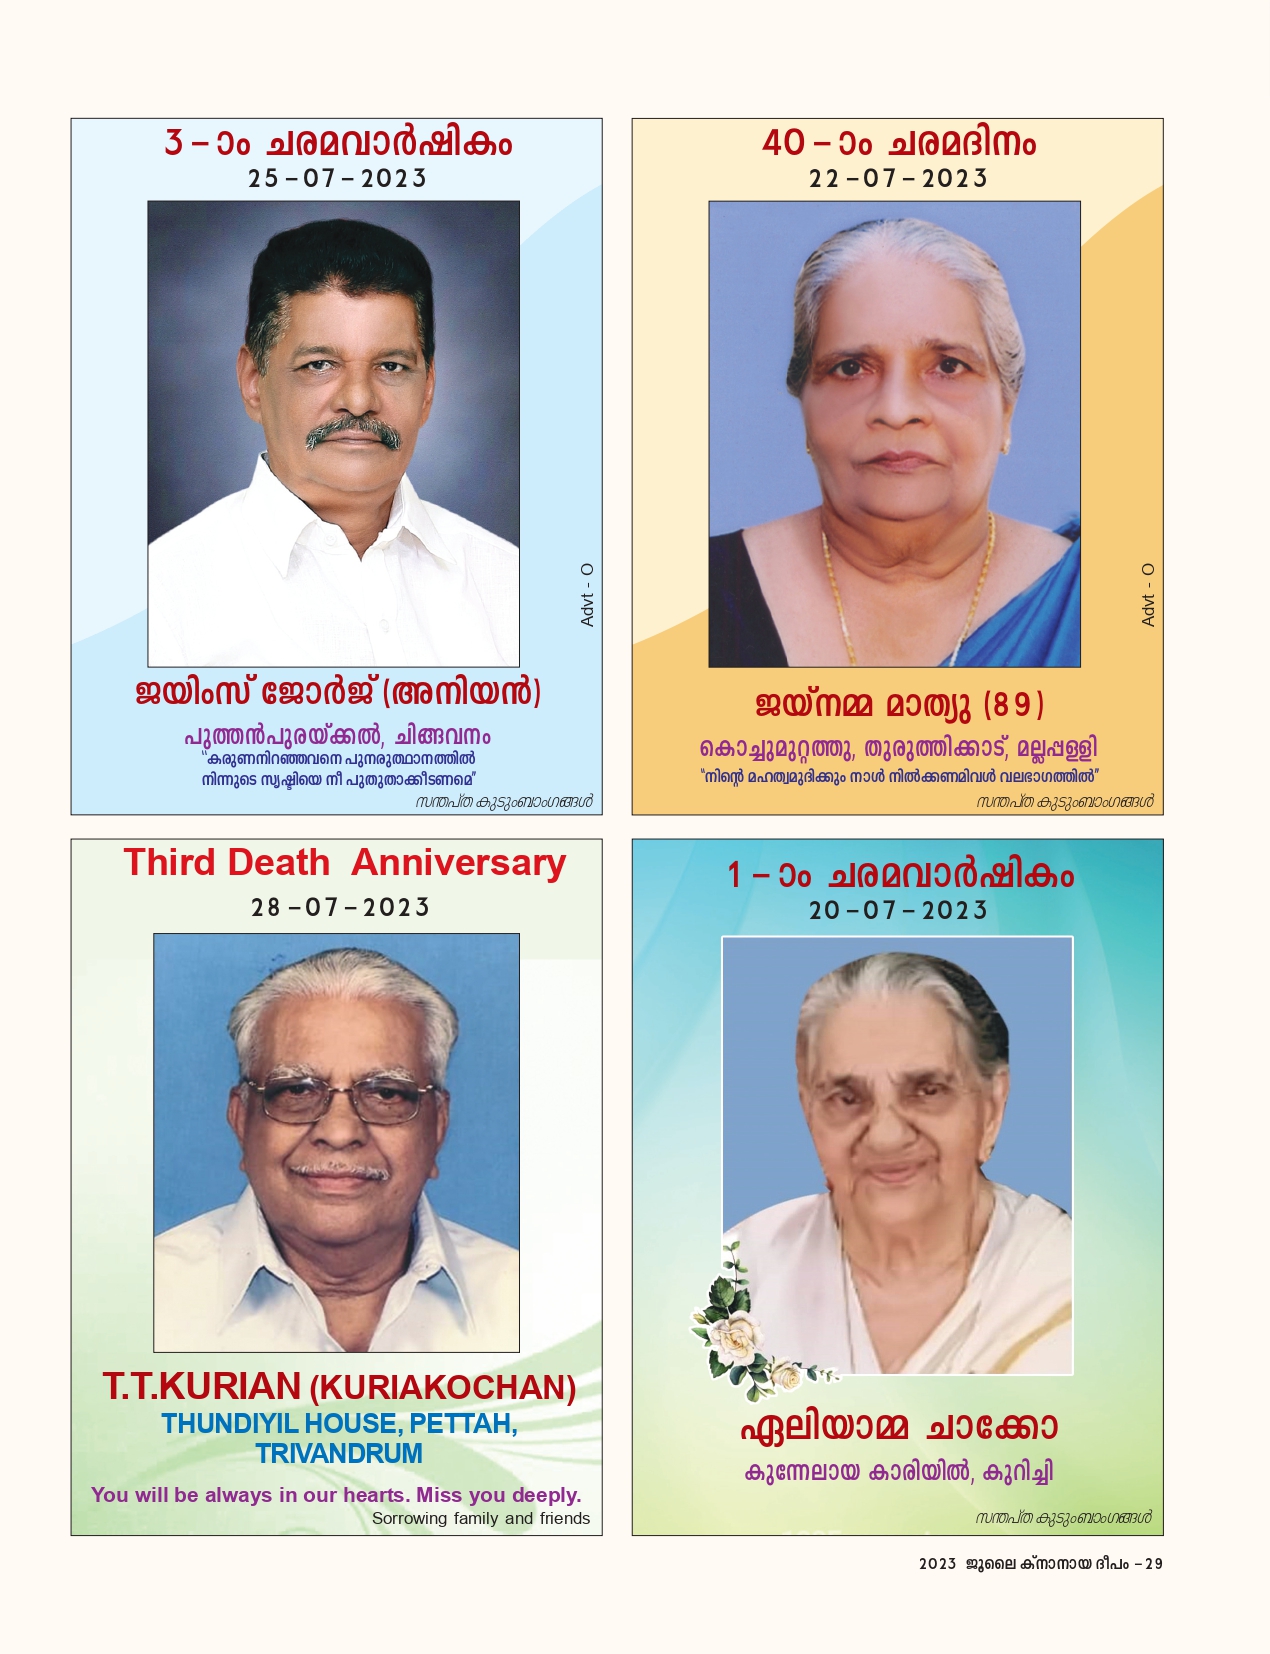 3-ാം ചരമവാർഷികം
25-07-2023
Advt - O
ജയിംസ് ജോർജ് (അനിയൻ)
പുത്തൻപുരയ്ക്കൽ, ചിങ്ങവനം
“കരുണനിറഞ്ഞവനെ പുനരുത്ഥാനത്തിൽ
നിന്നുടെ സൃഷ്ടിയെ നീ പുതുതാക്കീടണമെ”
സന്തപ്ത കുടുംബാംഗങ്ങൾ
40-ാം ചരമദിനം
22-07-2023
Advt - O
ജയ്നമ്മ മാത്യു (89)
കൊച്ചുമുറ്റത്തു, തുരുത്തിക്കാട്, മല്ലപ്പള്ളി
“നിന്റെ മഹത്വമുദിക്കും നാൾ നിൽക്കണമിവൾ വലഭാഗത്തിൽ”
സന്തപ്ത കുടുംബാംഗങ്ങൾ
Third Death Anniversary
28-07-2023
T.T.KURIAN (KURIAKOCHAN)
THUNDIYIL HOUSE, PETTAH,
TRIVANDRUM
You will be always in our hearts. Miss you deeply.
Sorrowing family and friends
1-ാം ചരമവാർഷികം
20-07-2023
ഏലിയാമ്മ ചാക്കോ
കുന്നേലായ കാരിയിൽ, കുറിച്ചി
സന്തപ്ത കുടുംബാംഗങ്ങൾ
2023 ജൂലൈ ക്നാനായ ദീപം -29